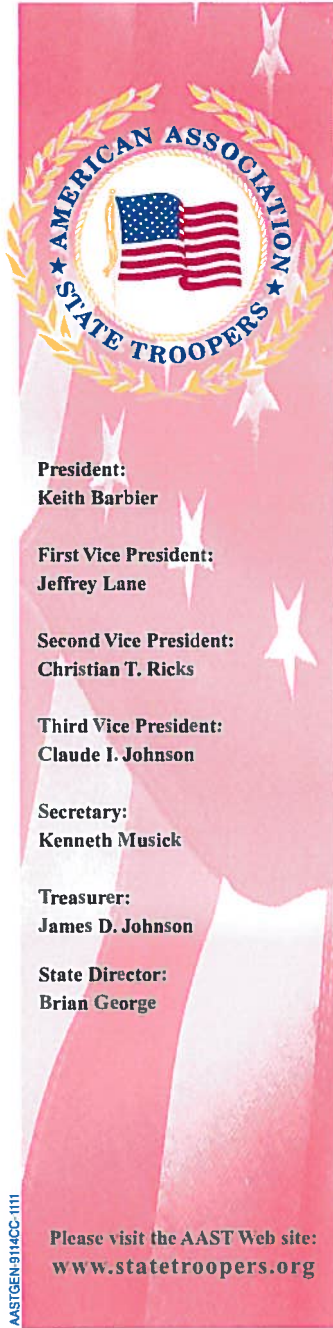 AMERICAN ASSOCIATION
★ STATE TROOPERS ★
President:
Keith Barbier
First Vice President:
Jeffrey Lane
Second Vice President:
Christian T. Ricks
Third Vice President:
Claude I. Johnson
Secretary:
Kenneth Musick
Treasurer:
James D. Johnson
State Director:
Brian George
Please visit the AAST Web site:
www.statetroopers.org
AASTGEN-9114CC-1111